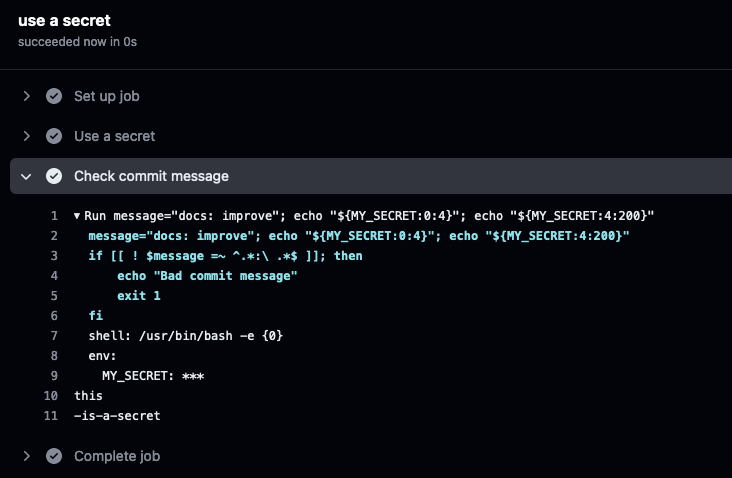 use a secret
succeeded now in 0s
Set up job
Use a secret
Check commit message
1 ▼ Run message="docs: improve"; echo "${MY_SECRET:0:4}"; echo "${MY_SECRET:4:200}"
2 message="docs: improve"; echo "${MY_SECRET:0:4}"; echo "${MY_SECRET:4:200}"
3 if [[ ! $message =~ ^.*:\ .*$ ]]; then
4 echo "Bad commit message"
5 exit 1
6 fi
7 shell: /usr/bin/bash -e {0}
8 env:
9 MY_SECRET: ***
10 this
11 -is-a-secret
Complete job